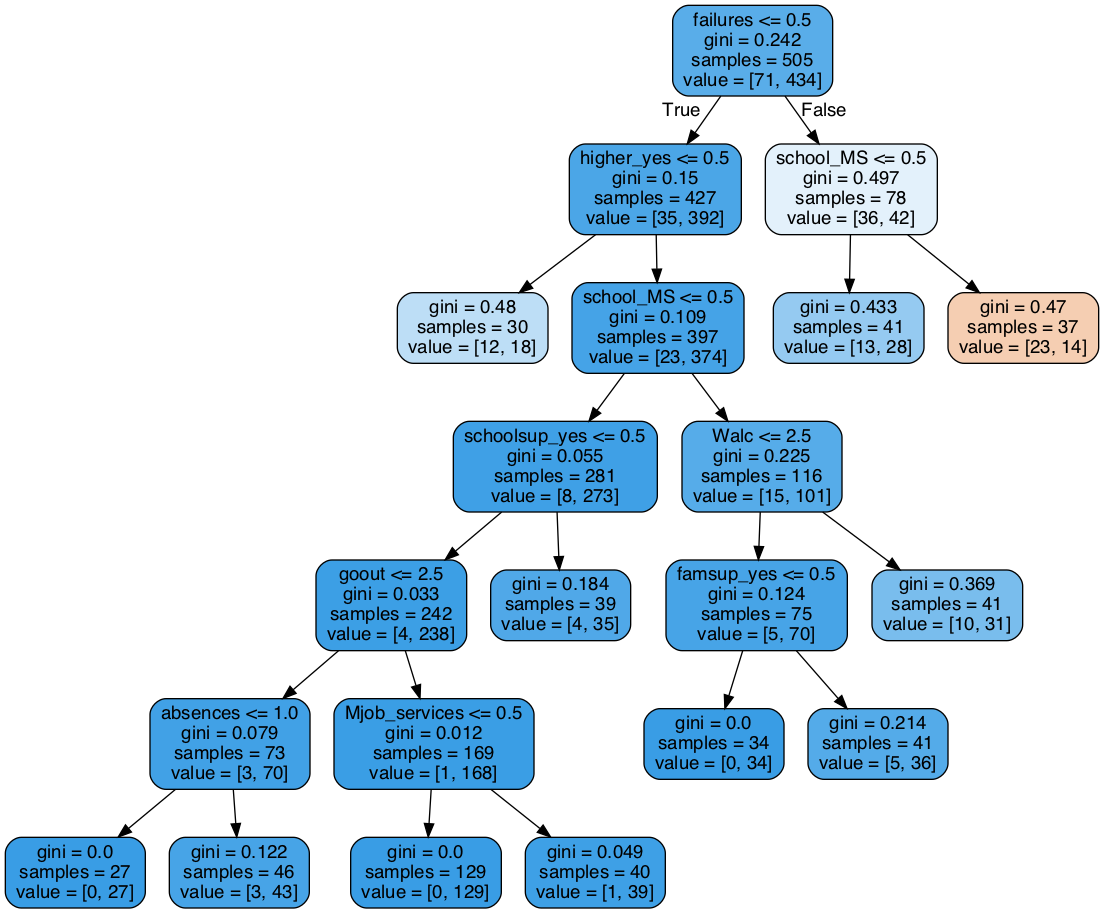 failures <= 0.5
gini = 0.242
samples = 505
value = [71, 434]
True
False
higher_yes <= 0.5
gini = 0.15
samples = 427
value = [35, 392]
school_MS <= 0.5
gini = 0.497
samples = 78
value = [36, 42]
gini = 0.48
samples = 30
value = [12, 18]
school_MS <= 0.5
gini = 0.109
samples = 397
value = [23, 374]
gini = 0.433
samples = 41
value = [13, 28]
gini = 0.47
samples = 37
value = [23, 14]
schoolsup_yes <= 0.5
gini = 0.055
samples = 281
value = [8, 273]
Walc <= 2.5
gini = 0.225
samples = 116
value = [15, 101]
goout <= 2.5
gini = 0.033
samples = 242
value = [4, 238]
gini = 0.184
samples = 39
value = [4, 35]
famsup_yes <= 0.5
gini = 0.124
samples = 75
value = [5, 70]
gini = 0.369
samples = 41
value = [10, 31]
absences <= 1.0
gini = 0.079
samples = 73
value = [3, 70]
Mjob_services <= 0.5
gini = 0.012
samples = 169
value = [1, 168]
gini = 0.0
samples = 34
value = [0, 34]
gini = 0.214
samples = 41
value = [5, 36]
gini = 0.0
samples = 27
value = [0, 27]
gini = 0.122
samples = 46
value = [3, 43]
gini = 0.0
samples = 129
value = [0, 129]
gini = 0.049
samples = 40
value = [1, 39]